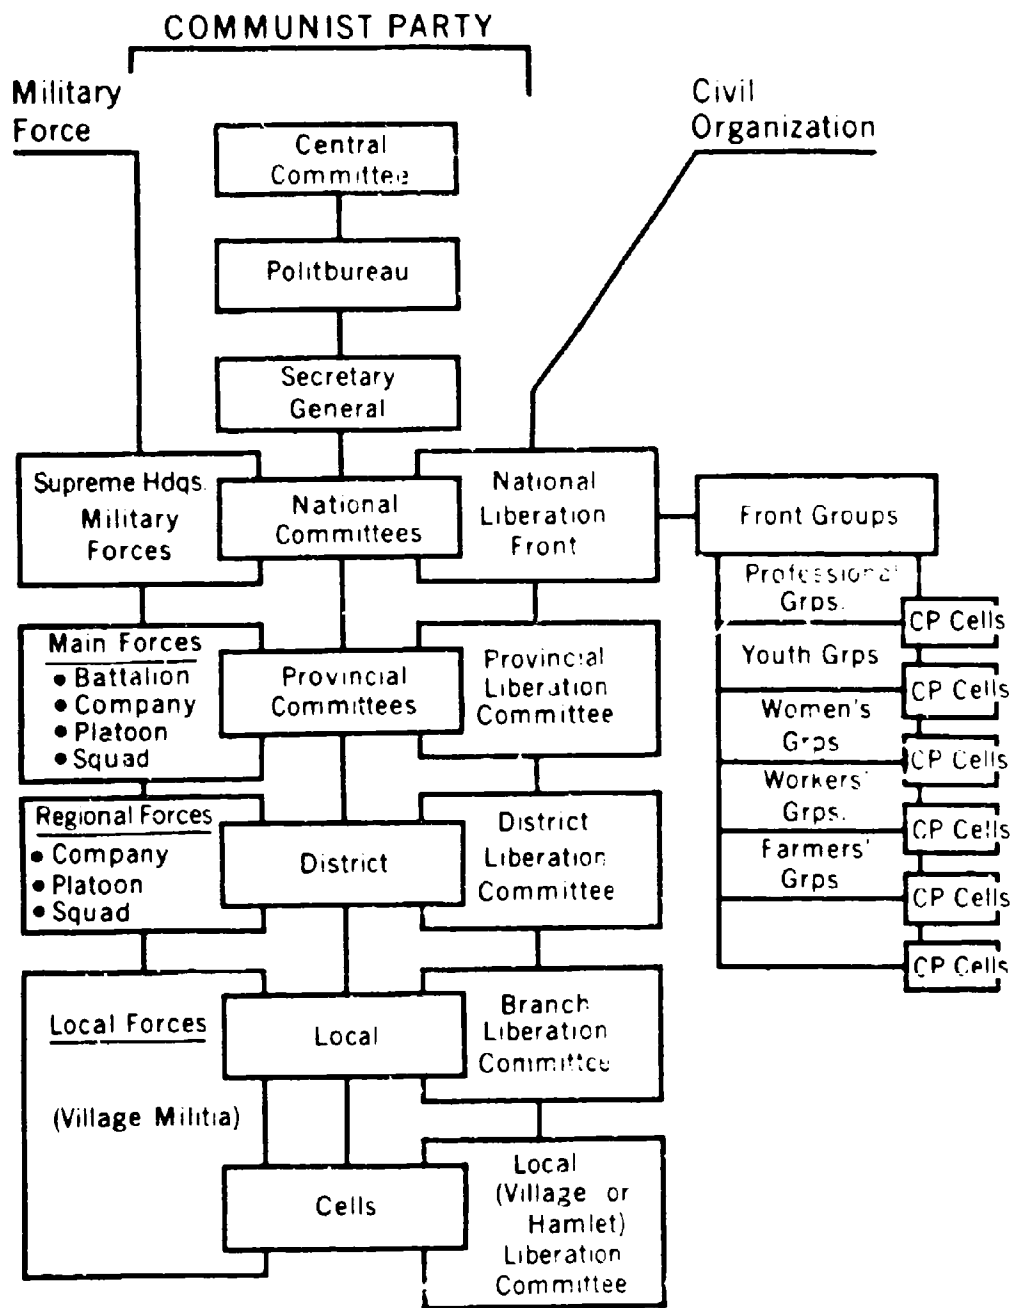 COMMUNIST PARTY
Military
Force
Civil
Organization
Central
Committee
Politbureau
Secretary
General
Supreme Hdqs.
Military
Forces
National
Committees
National
Liberation
Front
Front Groups
Professional
Grps.
CP Cells
Youth Grps
CP Cells
Women's
Grps
CP Cells
Workers'
Grps.
CP Cells
Farmers'
Grps
CP Cells
CP Cells
Main Forces
• Battalion
• Company
• Platoon
• Squad
Provincial
Committees
Provincial
Liberation
Committee
Regional Forces
• Company
• Platoon
• Squad
District
District
Liberation
Committee
Local Forces
(Village Militia)
Local
Branch
Liberation
Committee
Cells
Local
(Village or
Hamlet)
Liberation
Committee